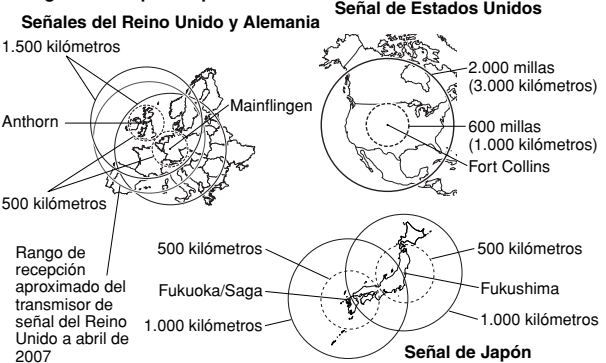 Señales del Reino Unido y Alemania
1.500 kilómetros
Anthorn
Mainflingen
500 kilómetros
Rango de
recepción
aproximado del
transmisor de
señal del Reino
Unido a abril de
2007
Señal de Estados Unidos
2.000 millas
(3.000 kilómetros)
600 millas
(1.000 kilómetros)
Fort Collins
500 kilómetros
Fukuoka/Saga
1.000 kilómetros
500 kilómetros
Fukushima
1.000 kilómetros
Señal de Japón